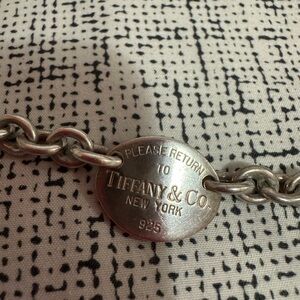 PLEASE RETURN
TO
TIFFANY & CO.
NEW YORK
925